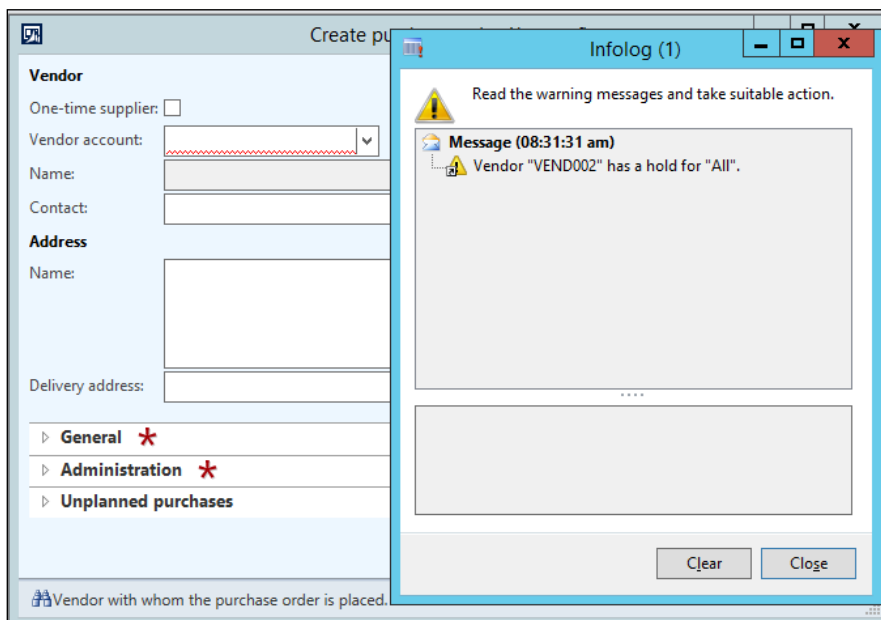 Create pu
Vendor
One-time supplier:
Vendor account:
Name:
Contact:
Address
Name:
Delivery address:
General *
Administration *
Unplanned purchases
Vendor with whom the purchase order is placed.
Infolog (1)
Read the warning messages and take suitable action.
Message (08:31:31 am)
Vendor "VEND002" has a hold for "All".
Clear
Close